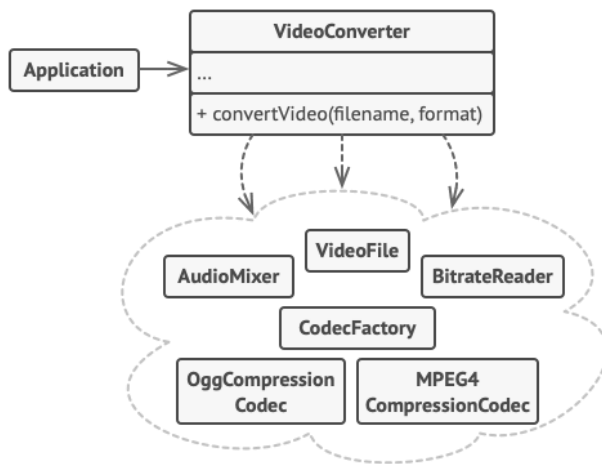 VideoConverter
Application
...
+ convertVideo(filename, format)
VideoFile
AudioMixer
BitrateReader
CodecFactory
OggCompression
Codec
MPEG4
CompressionCodec